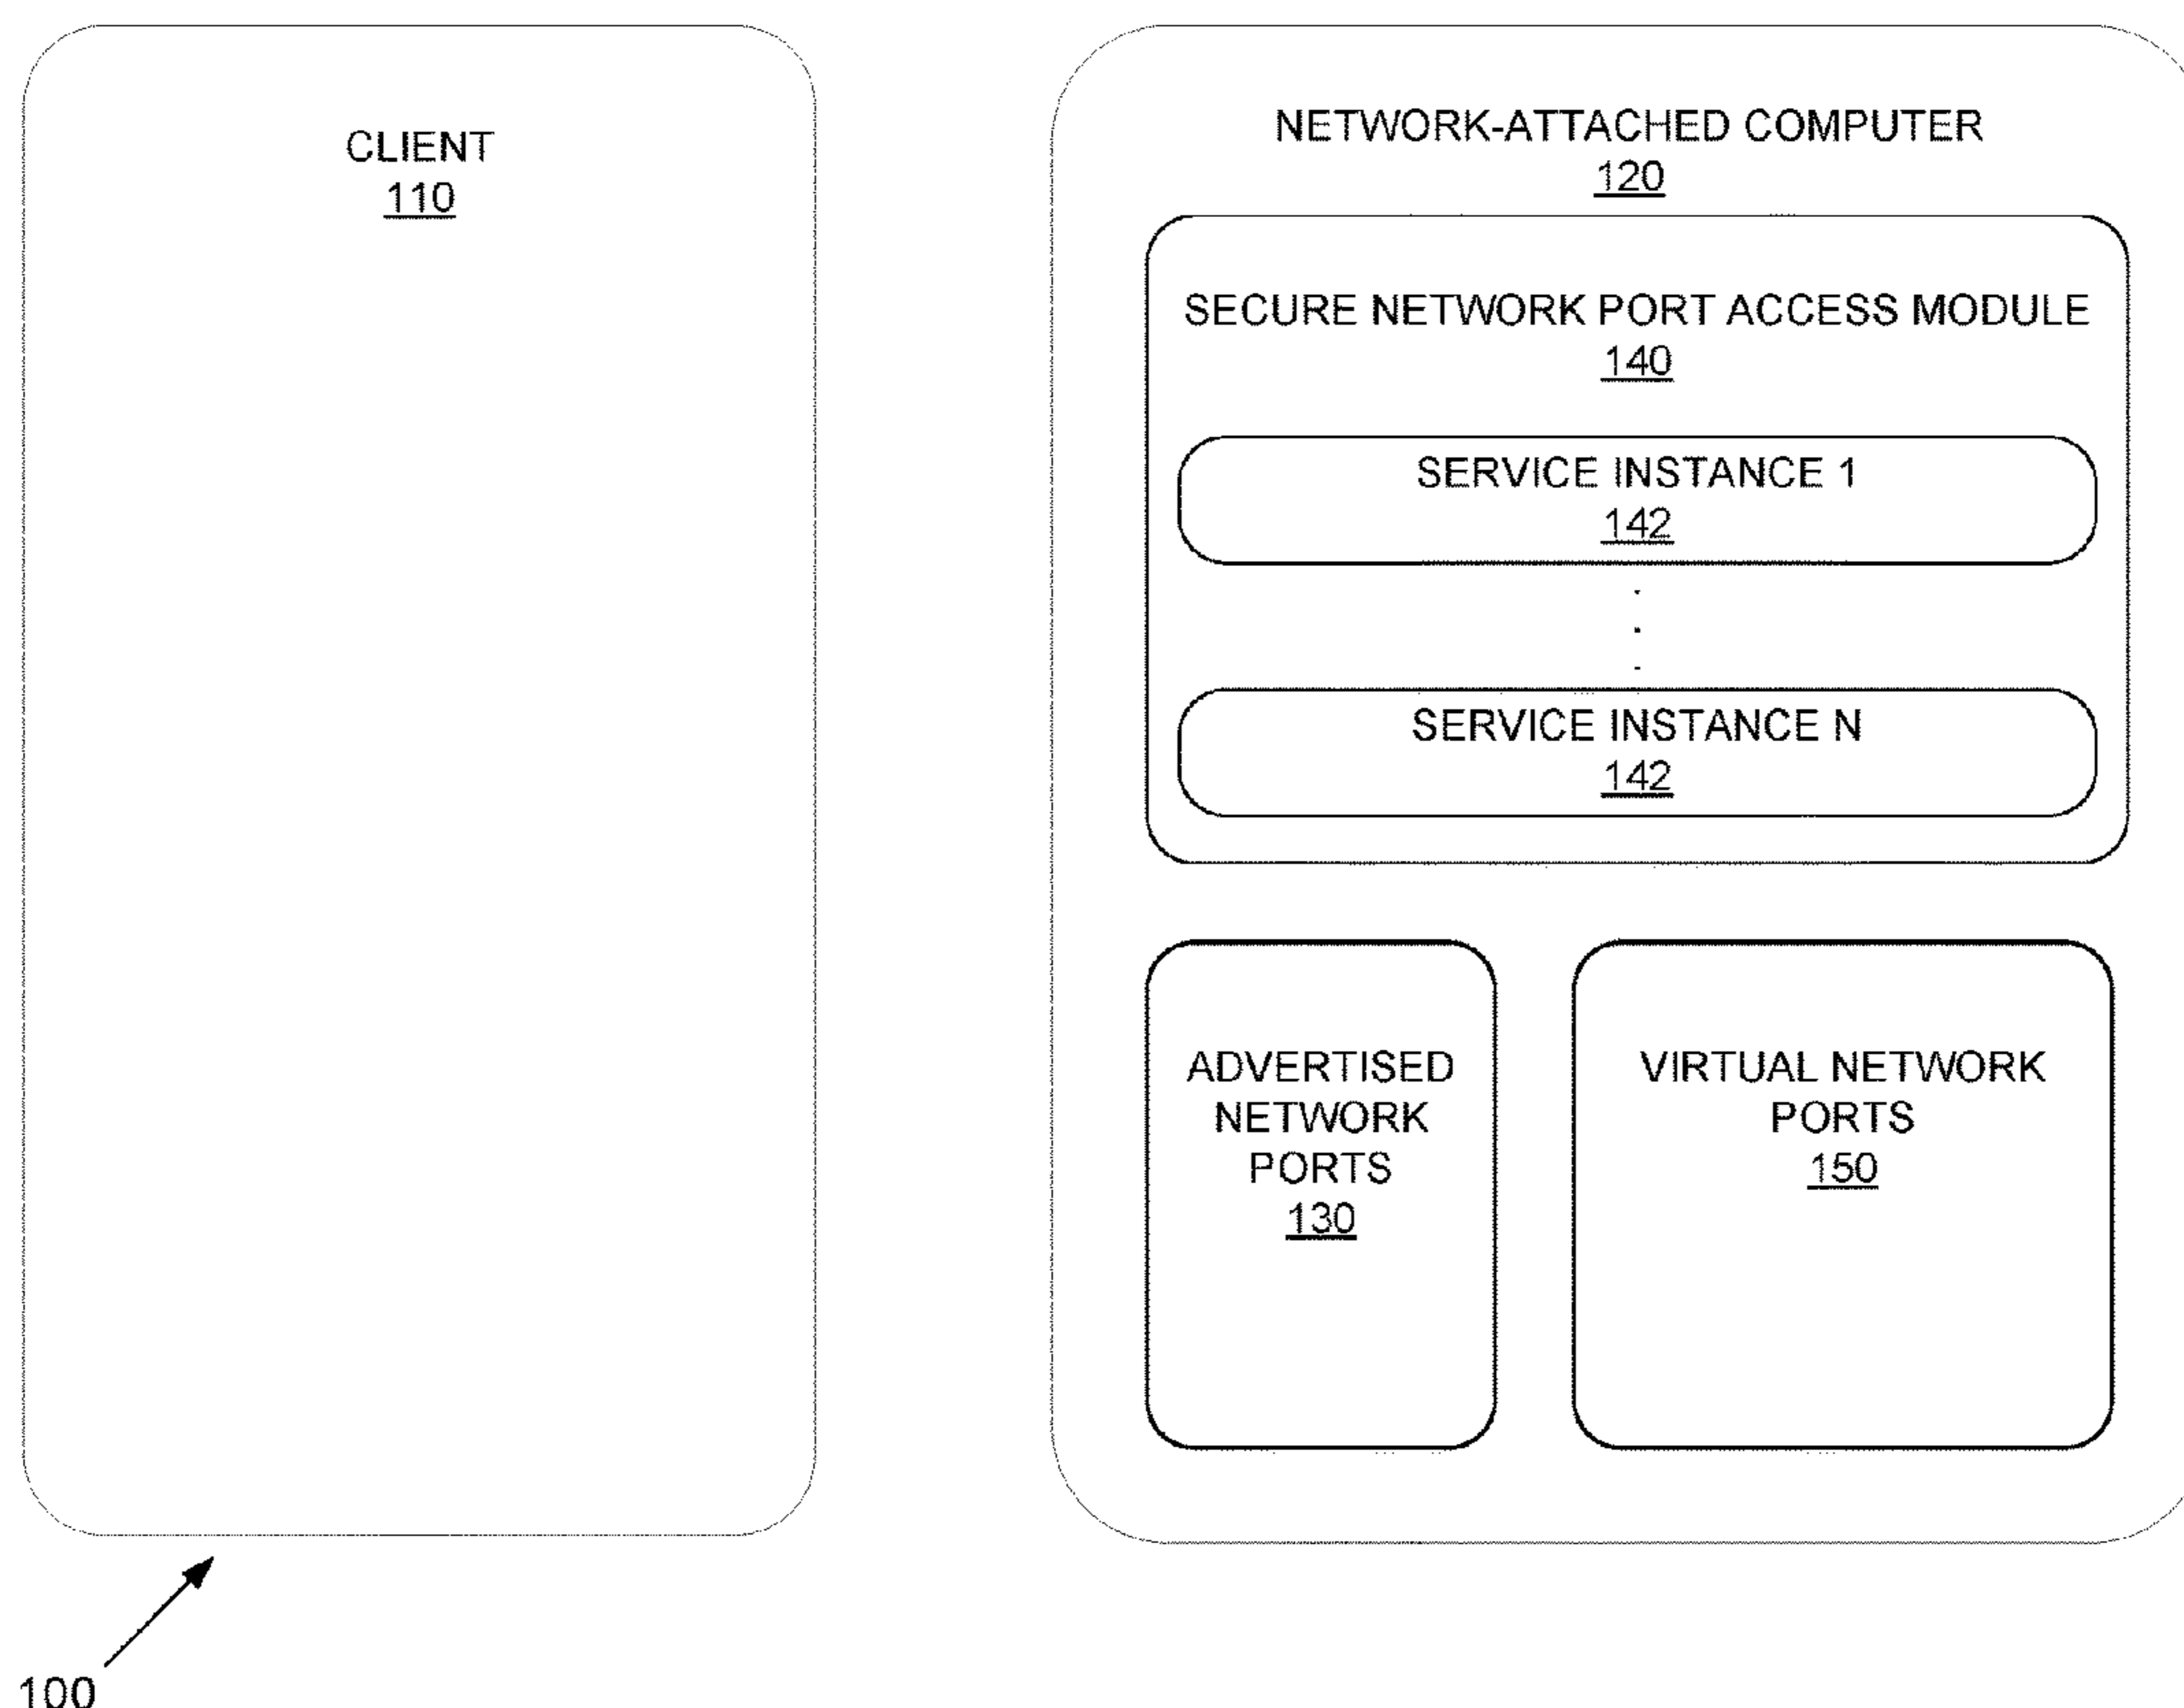 CLIENT
110
NETWORK-ATTACHED COMPUTER
120
SECURE NETWORK PORT ACCESS MODULE
140
SERVICE INSTANCE 1
142
SERVICE INSTANCE N
142
ADVERTISED
NETWORK
PORTS
130
VIRTUAL NETWORK
PORTS
150
100